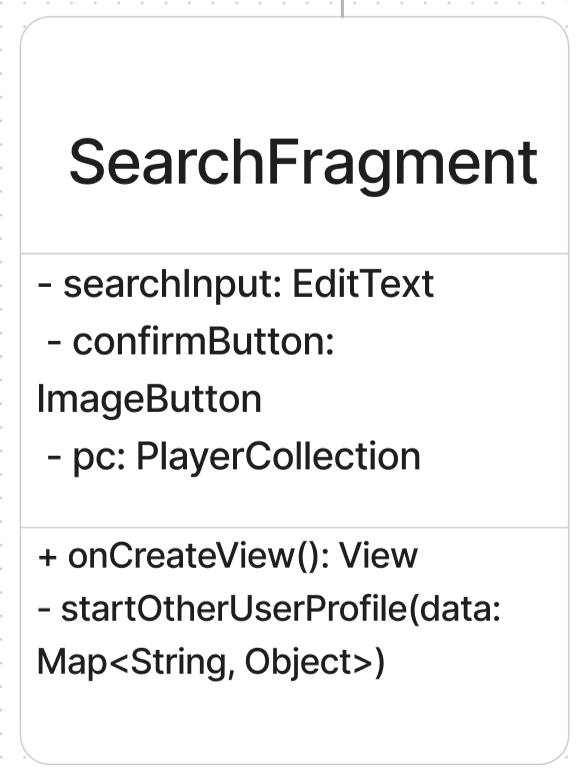 SearchFragment
- searchInput: EditText
- confirmButton:
ImageButton
- pc: PlayerCollection
+ onCreateView(): View
- startOtherUserProfile(data:
Map<String, Object>)